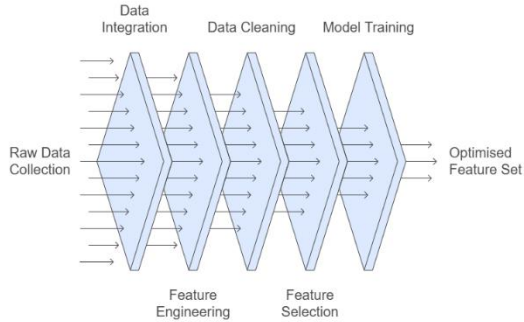 Data
Integration
Data Cleaning
Model Training
Raw Data
Collection
Optimised
Feature Set
Feature
Engineering
Feature
Selection